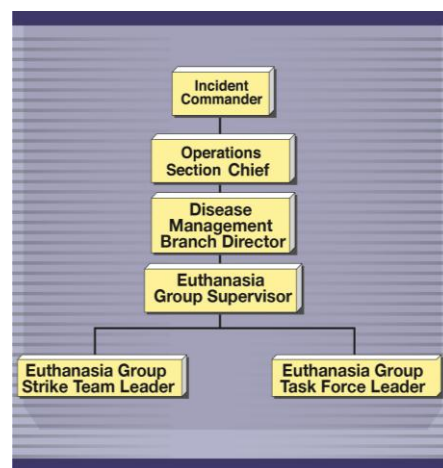 Incident
Commander
Operations
Section Chief
Disease
Management
Branch Director
Euthanasia
Group Supervisor
Euthanasia Group
Strike Team Leader
Euthanasia Group
Task Force Leader